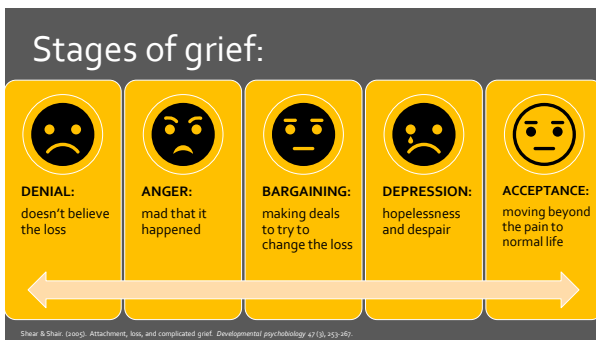 Stages of grief:
DENIAL:
doesn't believe
the loss
ANGER:
mad that it
happened
BARGAINING:
making deals
to try to
change the loss
DEPRESSION:
hopelessness
and despair
ACCEPTANCE:
moving beyond
the pain to
normal life
Shear & Shair. (2005). Attachment, loss, and complicated grief. Developmental psychobiology 47 (3), 253-267.